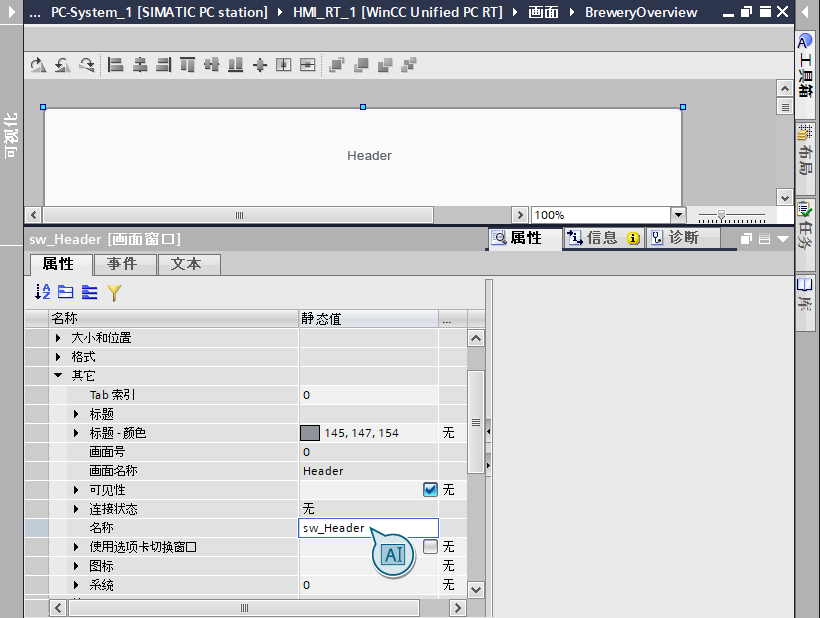 ... PC-System_1 [SIMATIC PC station] HMI_RT_1 [WinCC Unified PC RT] 画面 BreweryOverview
可视化
工具箱
布局
任务
库
Header
100%
sw_Header [画面窗口]
属性 信息 诊断
属性 事件 文本
名称 静态值 ...
大小和位置
格式
其它
Tab 索引 0
标题
标题 - 颜色 145, 147, 154 无
画面号 0
画面名称 Header
可见性 无
连接状态 无
名称 sw_Header
使用选项卡切换窗口 无
图标 无
系统 0 无
AI